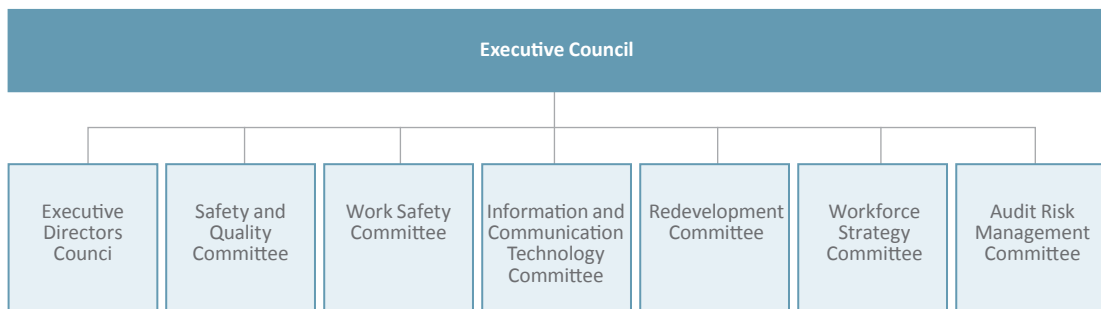 Executive Council
Executive
Directors
Counci
Safety and
Quality
Committee
Work Safety
Committee
Information and
Communication
Technology
Committee
Redevelopment
Committee
Workforce
Strategy
Committee
Audit Risk
Management
Committee